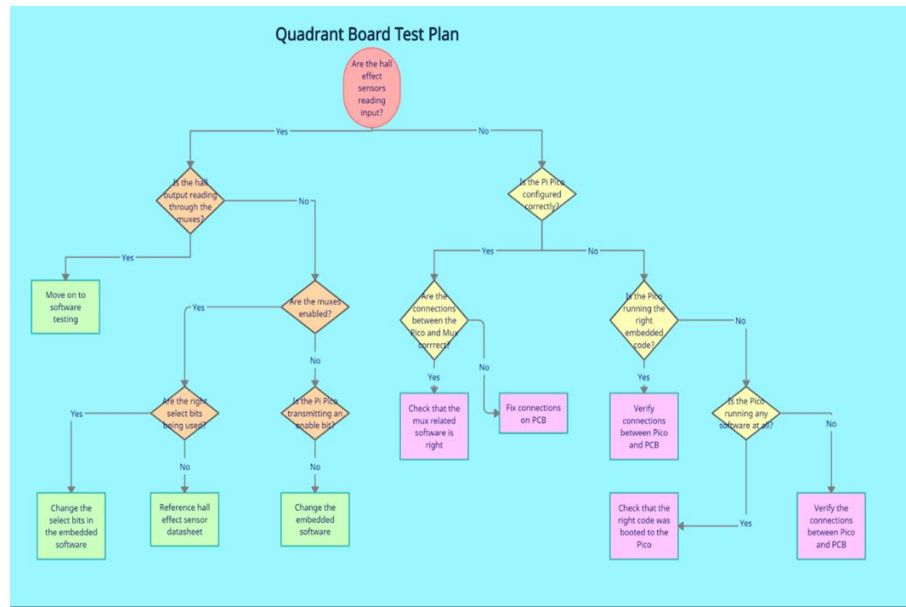 Quadrant Board Test Plan
Are the hall
effect
sensors
reading
input?
Yes
No
Is the hall
output reading
through the
muxes?
No
Is the Pi Pico
configured
correctly?
Yes
Yes
No
Move on to
software
testing
Are the muxes
enabled?
Yes
No
Are the
connections
between the
Pico and Mux
corrrect?
Yes
No
Is the Pico
running the
right
embedded
code?
No
Yes
Are the right
select bits
being used?
Yes
No
Is the Pi Pico
transmitting an
enable bit?
No
Check that the
mux related
software is
right
Fix connections
on PCB
Verify
connections
between Pico
and PCB
Is the Pico
running any
software at all?
No
Yes
Change the
select bits in
the embedded
software
Reference hall
effect sensor
datasheet
Change the
embedded
software
Check that the
right code was
booted to the
Pico
Verify the
connections
between Pico
and PCB